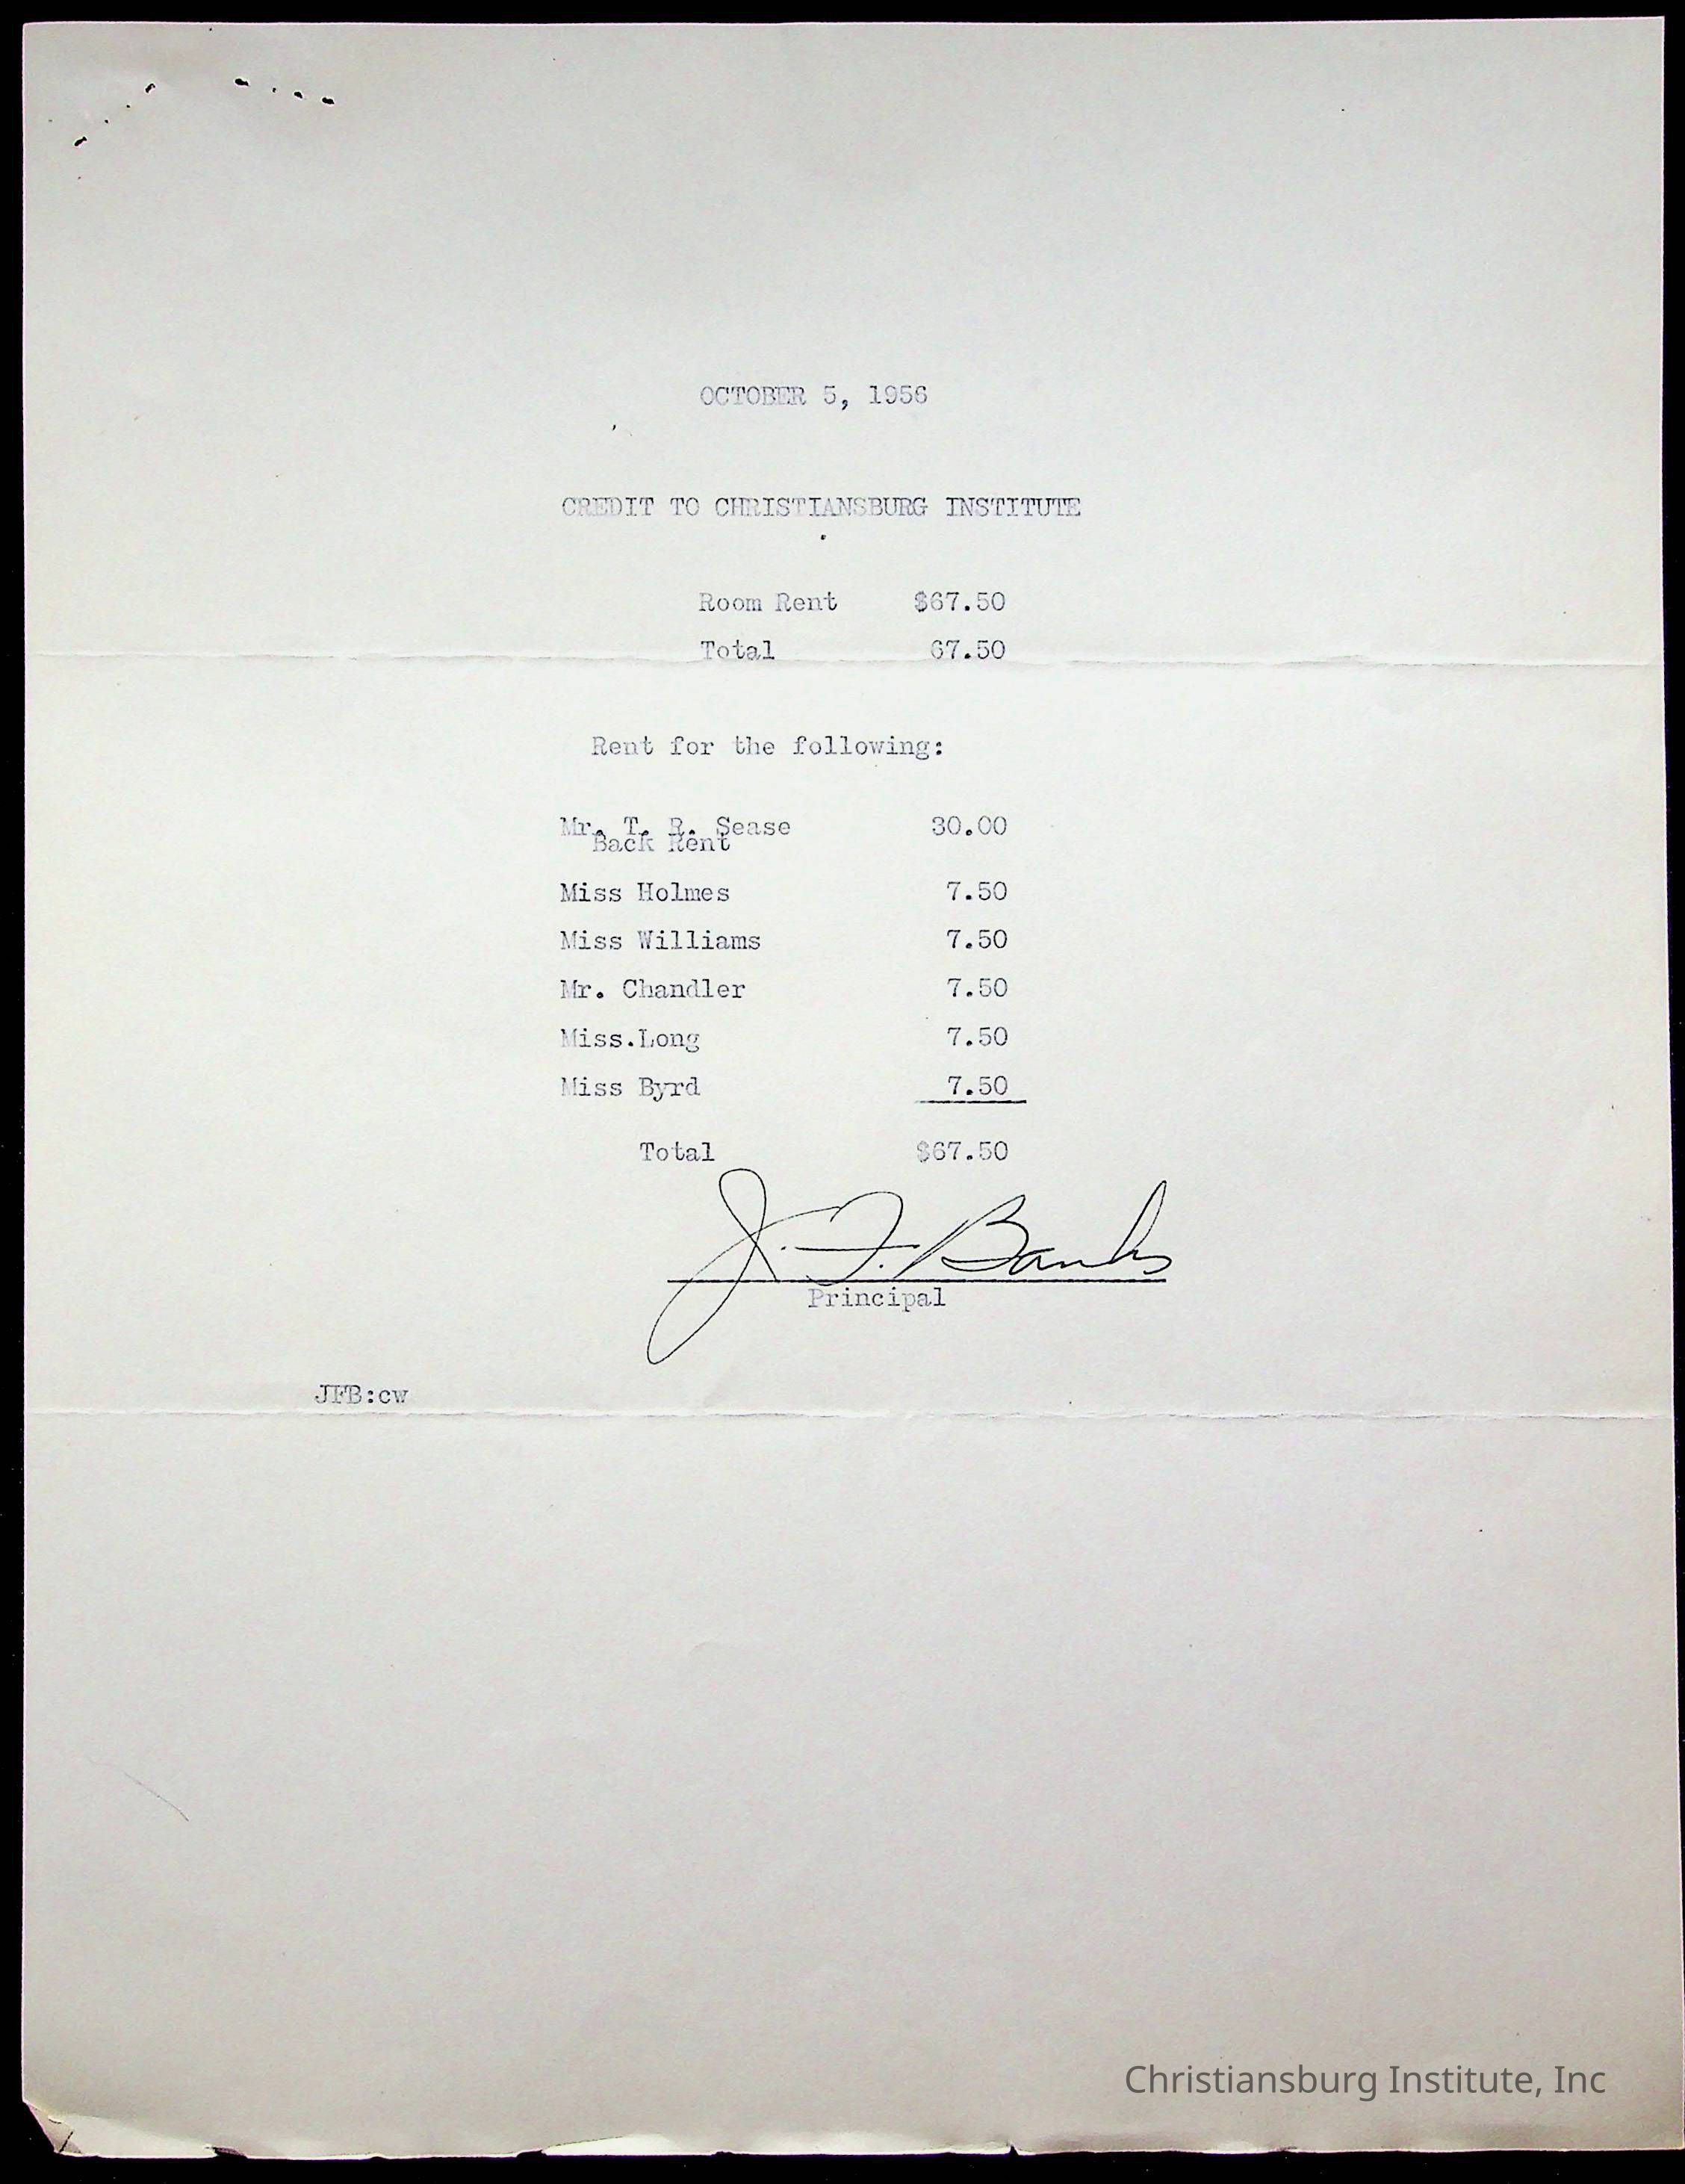 OCTOBER 5, 1956
CREDIT TO CHRISTIANSBURG INSTITUTE
Room Rent $67.50
Total 67.50
Rent for the following:
Mr. T. R. Sease 30.00
Back Rent
Miss Holmes 7.50
Miss Williams 7.50
Mr. Chandler 7.50
Miss.Long 7.50
Miss Byrd 7.50
Total $67.50
J. F. Banks
Principal
JFB:cw
Christiansburg Institute, Inc